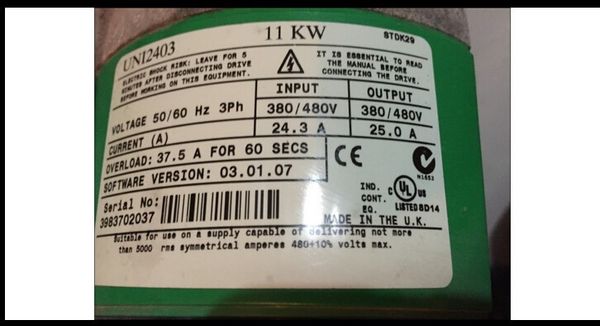 UNI2403 11 KW STDK29
ELECTRIC SHOCK RISK: LEAVE FOR 5
MINUTES AFTER DISCONNECTING DRIVE
BEFORE WORKING ON THIS EQUIPMENT.
IT IS ESSENTIAL TO READ
THE MANUAL BEFORE
CONNECTING THE DRIVE.
INPUT OUTPUT
VOLTAGE 50/60 Hz 3Ph 380/480V 380/480V
CURRENT (A) 24.3 A 25.0 A
OVERLOAD: 37.5 A FOR 60 SECS
SOFTWARE VERSION: 03.01.07
CE
N1652
Serial No:
3983702037
IND.
CONT.
EQ.
C UL US
LISTED 8D14
MADE IN THE U.K.
Suitable for use on a supply capable of delivering not more
than 5000 rms symmetrical amperes 480+10% volts max.